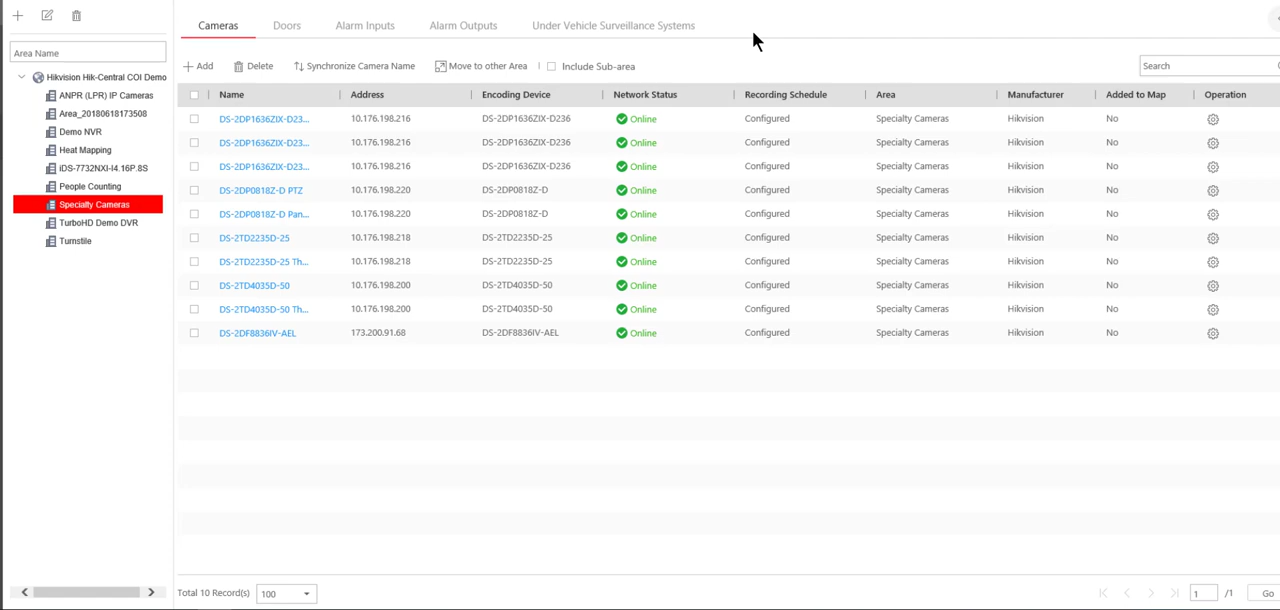 Cameras Doors Alarm Inputs Alarm Outputs Under Vehicle Surveillance Systems
Area Name
Hikvision Hik-Central COI Demo
ANPR (LPR) IP Cameras
Area_20180618173508
Demo NVR
Heat Mapping
iDS-7732NXI-I4.16P.8S
People Counting
Specialty Cameras
TurboHD Demo DVR
Turnstile
Add Delete Synchronize Camera Name Move to other Area Include Sub-area Search
Name Address Encoding Device Network Status Recording Schedule Area Manufacturer Added to Map Operation
DS-2DP1636ZIX-D23... 10.176.198.216 DS-2DP1636ZIX-D236 Online Configured Specialty Cameras Hikvision No
DS-2DP1636ZIX-D23... 10.176.198.216 DS-2DP1636ZIX-D236 Online Configured Specialty Cameras Hikvision No
DS-2DP1636ZIX-D23... 10.176.198.216 DS-2DP1636ZIX-D236 Online Configured Specialty Cameras Hikvision No
DS-2DP0818Z-D PTZ 10.176.198.220 DS-2DP0818Z-D Online Configured Specialty Cameras Hikvision No
DS-2DP0818Z-D Pan... 10.176.198.220 DS-2DP0818Z-D Online Configured Specialty Cameras Hikvision No
DS-2TD2235D-25 10.176.198.218 DS-2TD2235D-25 Online Configured Specialty Cameras Hikvision No
DS-2TD2235D-25 Th... 10.176.198.218 DS-2TD2235D-25 Online Configured Specialty Cameras Hikvision No
DS-2TD4035D-50 10.176.198.200 DS-2TD4035D-50 Online Configured Specialty Cameras Hikvision No
DS-2TD4035D-50 Th... 10.176.198.200 DS-2TD4035D-50 Online Configured Specialty Cameras Hikvision No
DS-2DF8836IV-AEL 173.200.91.68 DS-2DF8836IV-AEL Online Configured Specialty Cameras Hikvision No
Total 10 Record(s) 100 1 /1 Go